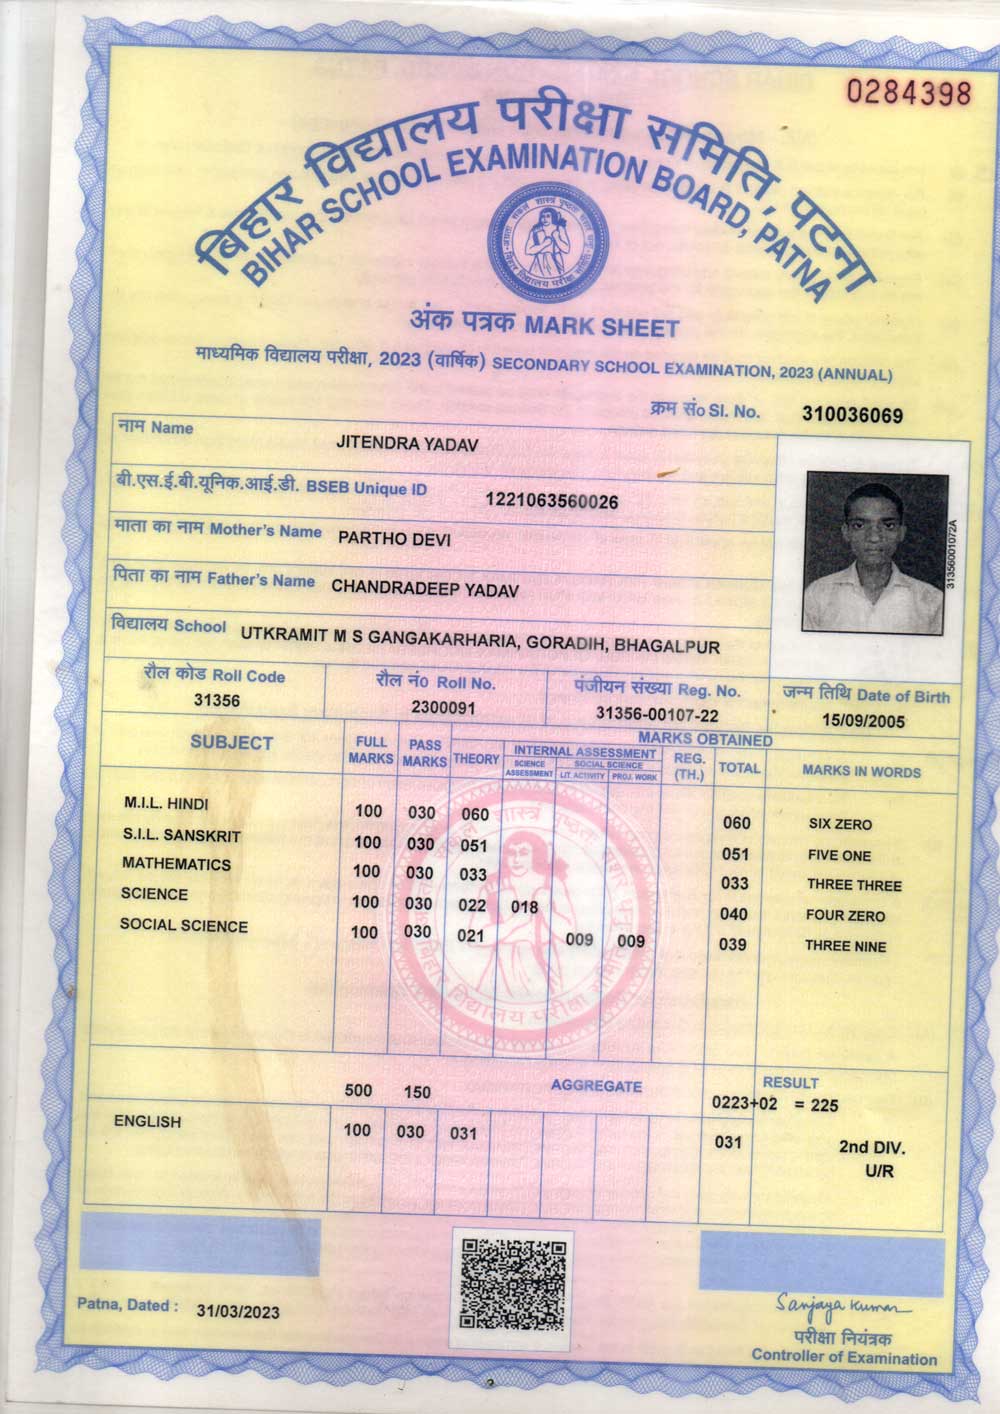 0284398
बिहार विद्यालय परीक्षा समिति, पटना
BIHAR SCHOOL EXAMINATION BOARD, PATNA
अंक पत्रक MARK SHEET
माध्यमिक विद्यालय परीक्षा, 2023 (वार्षिक) SECONDARY SCHOOL EXAMINATION, 2023 (ANNUAL)
क्रम सं० Sl. No. 310036069
नाम Name JITENDRA YADAV
बी.एस.ई.बी.यूनिक.आई.डी. BSEB Unique ID 1221063560026
माता का नाम Mother's Name PARTHO DEVI
पिता का नाम Father's Name CHANDRADEEP YADAV
विद्यालय School UTKRAMIT M S GANGAKARHARIA, GORADIH, BHAGALPUR
31356001072A
रौल कोड Roll Code रौल नं० Roll No. पंजीयन संख्या Reg. No. जन्म तिथि Date of Birth
31356 2300091 31356-00107-22 15/09/2005
SUBJECT FULL MARKS PASS MARKS MARKS OBTAINED
THEORY INTERNAL ASSESSMENT REG. (TH.) TOTAL MARKS IN WORDS
SCIENCE ASSESSMENT SOCIAL SCIENCE
LIT. ACTIVITY PROJ. WORK
M.I.L. HINDI 100 030 060 060 SIX ZERO
S.I.L. SANSKRIT 100 030 051 051 FIVE ONE
MATHEMATICS 100 030 033 033 THREE THREE
SCIENCE 100 030 022 018 040 FOUR ZERO
SOCIAL SCIENCE 100 030 021 009 009 039 THREE NINE
500 150 AGGREGATE 0223+02 = 225 RESULT
ENGLISH 100 030 031 031 2nd DIV.
U/R
Patna, Dated : 31/03/2023
Sanjaya Kumar
परीक्षा नियंत्रक
Controller of Examination